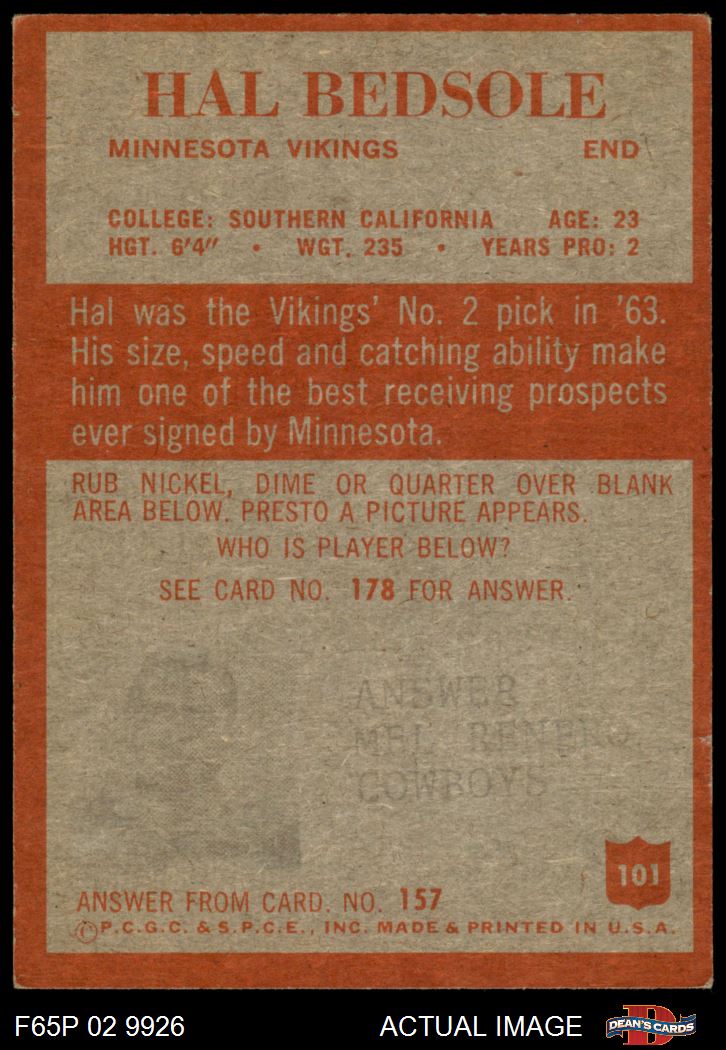 HAL BEDSOLE
MINNESOTA VIKINGS END
COLLEGE: SOUTHERN CALIFORNIA AGE: 23
HGT. 6'4" • WGT. 235 • YEARS PRO: 2
Hal was the Vikings' No. 2 pick in '63.
His size, speed and catching ability make
him one of the best receiving prospects
ever signed by Minnesota.
RUB NICKEL, DIME OR QUARTER OVER BLANK
AREA BELOW. PRESTO A PICTURE APPEARS.
WHO IS PLAYER BELOW?
SEE CARD NO. 178 FOR ANSWER.
ANSWER
MEL RENFRO
COWBOYS
101
ANSWER FROM CARD. NO. 157
©P.C.G.C. & S.P.C.E., INC. MADE & PRINTED IN U.S.A.
F65P 02 9926 ACTUAL IMAGE DEAN'S CARDS